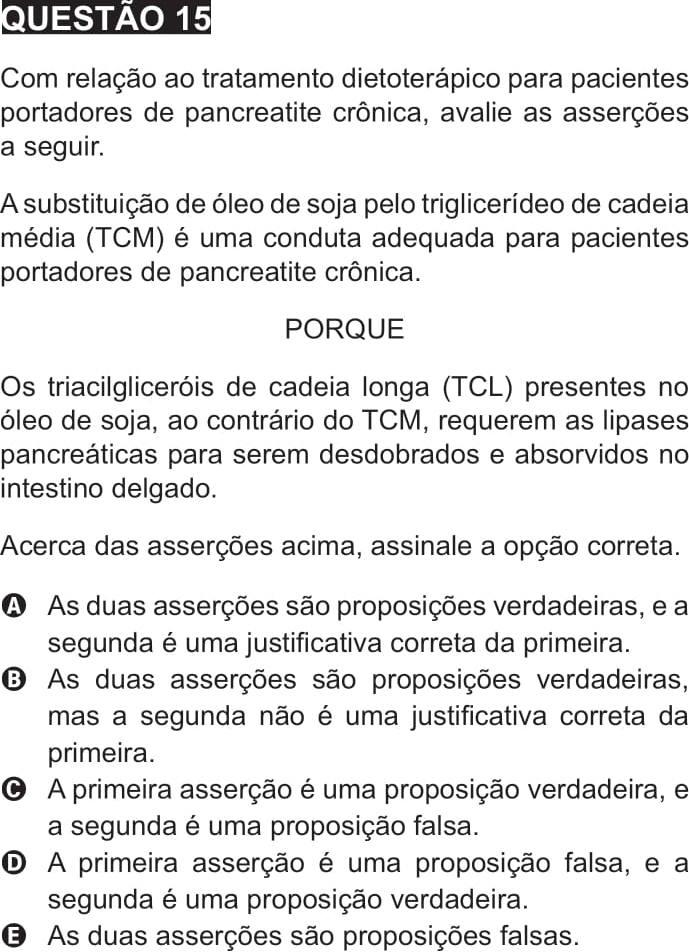 QUESTÃO 15
Com relação ao tratamento dietoterápico para pacientes
portadores de pancreatite crônica, avalie as asserções
a seguir.
A substituição de óleo de soja pelo triglicerídeo de cadeia
média (TCM) é uma conduta adequada para pacientes
portadores de pancreatite crônica.
PORQUE
Os triacilgliceróis de cadeia longa (TCL) presentes no
óleo de soja, ao contrário do TCM, requerem as lipases
pancreáticas para serem desdobrados e absorvidos no
intestino delgado.
Acerca das asserções acima, assinale a opção correta.
A As duas asserções são proposições verdadeiras, e a
segunda é uma justificativa correta da primeira.
B As duas asserções são proposições verdadeiras,
mas a segunda não é uma justificativa correta da
primeira.
C A primeira asserção é uma proposição verdadeira, e
a segunda é uma proposição falsa.
D A primeira asserção é uma proposição falsa, e a
segunda é uma proposição verdadeira.
E As duas asserções são proposições falsas.